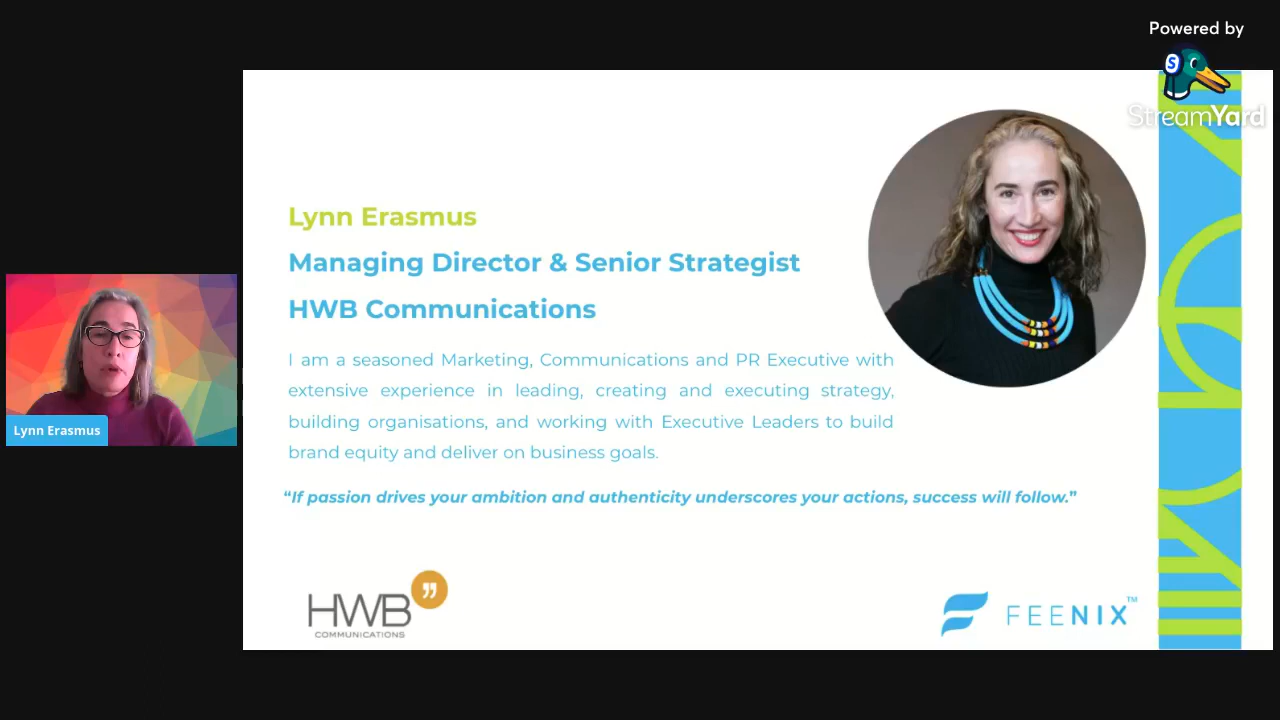 Powered by
S
StreamYard
Lynn Erasmus
Managing Director & Senior Strategist
HWB Communications
I am a seasoned Marketing, Communications and PR Executive with
extensive experience in leading, creating and executing strategy,
building organisations, and working with Executive Leaders to build
brand equity and deliver on business goals.
“If passion drives your ambition and authenticity underscores your actions, success will follow.”
Lynn Erasmus
HWB
COMMUNICATIONS
FEENIX™